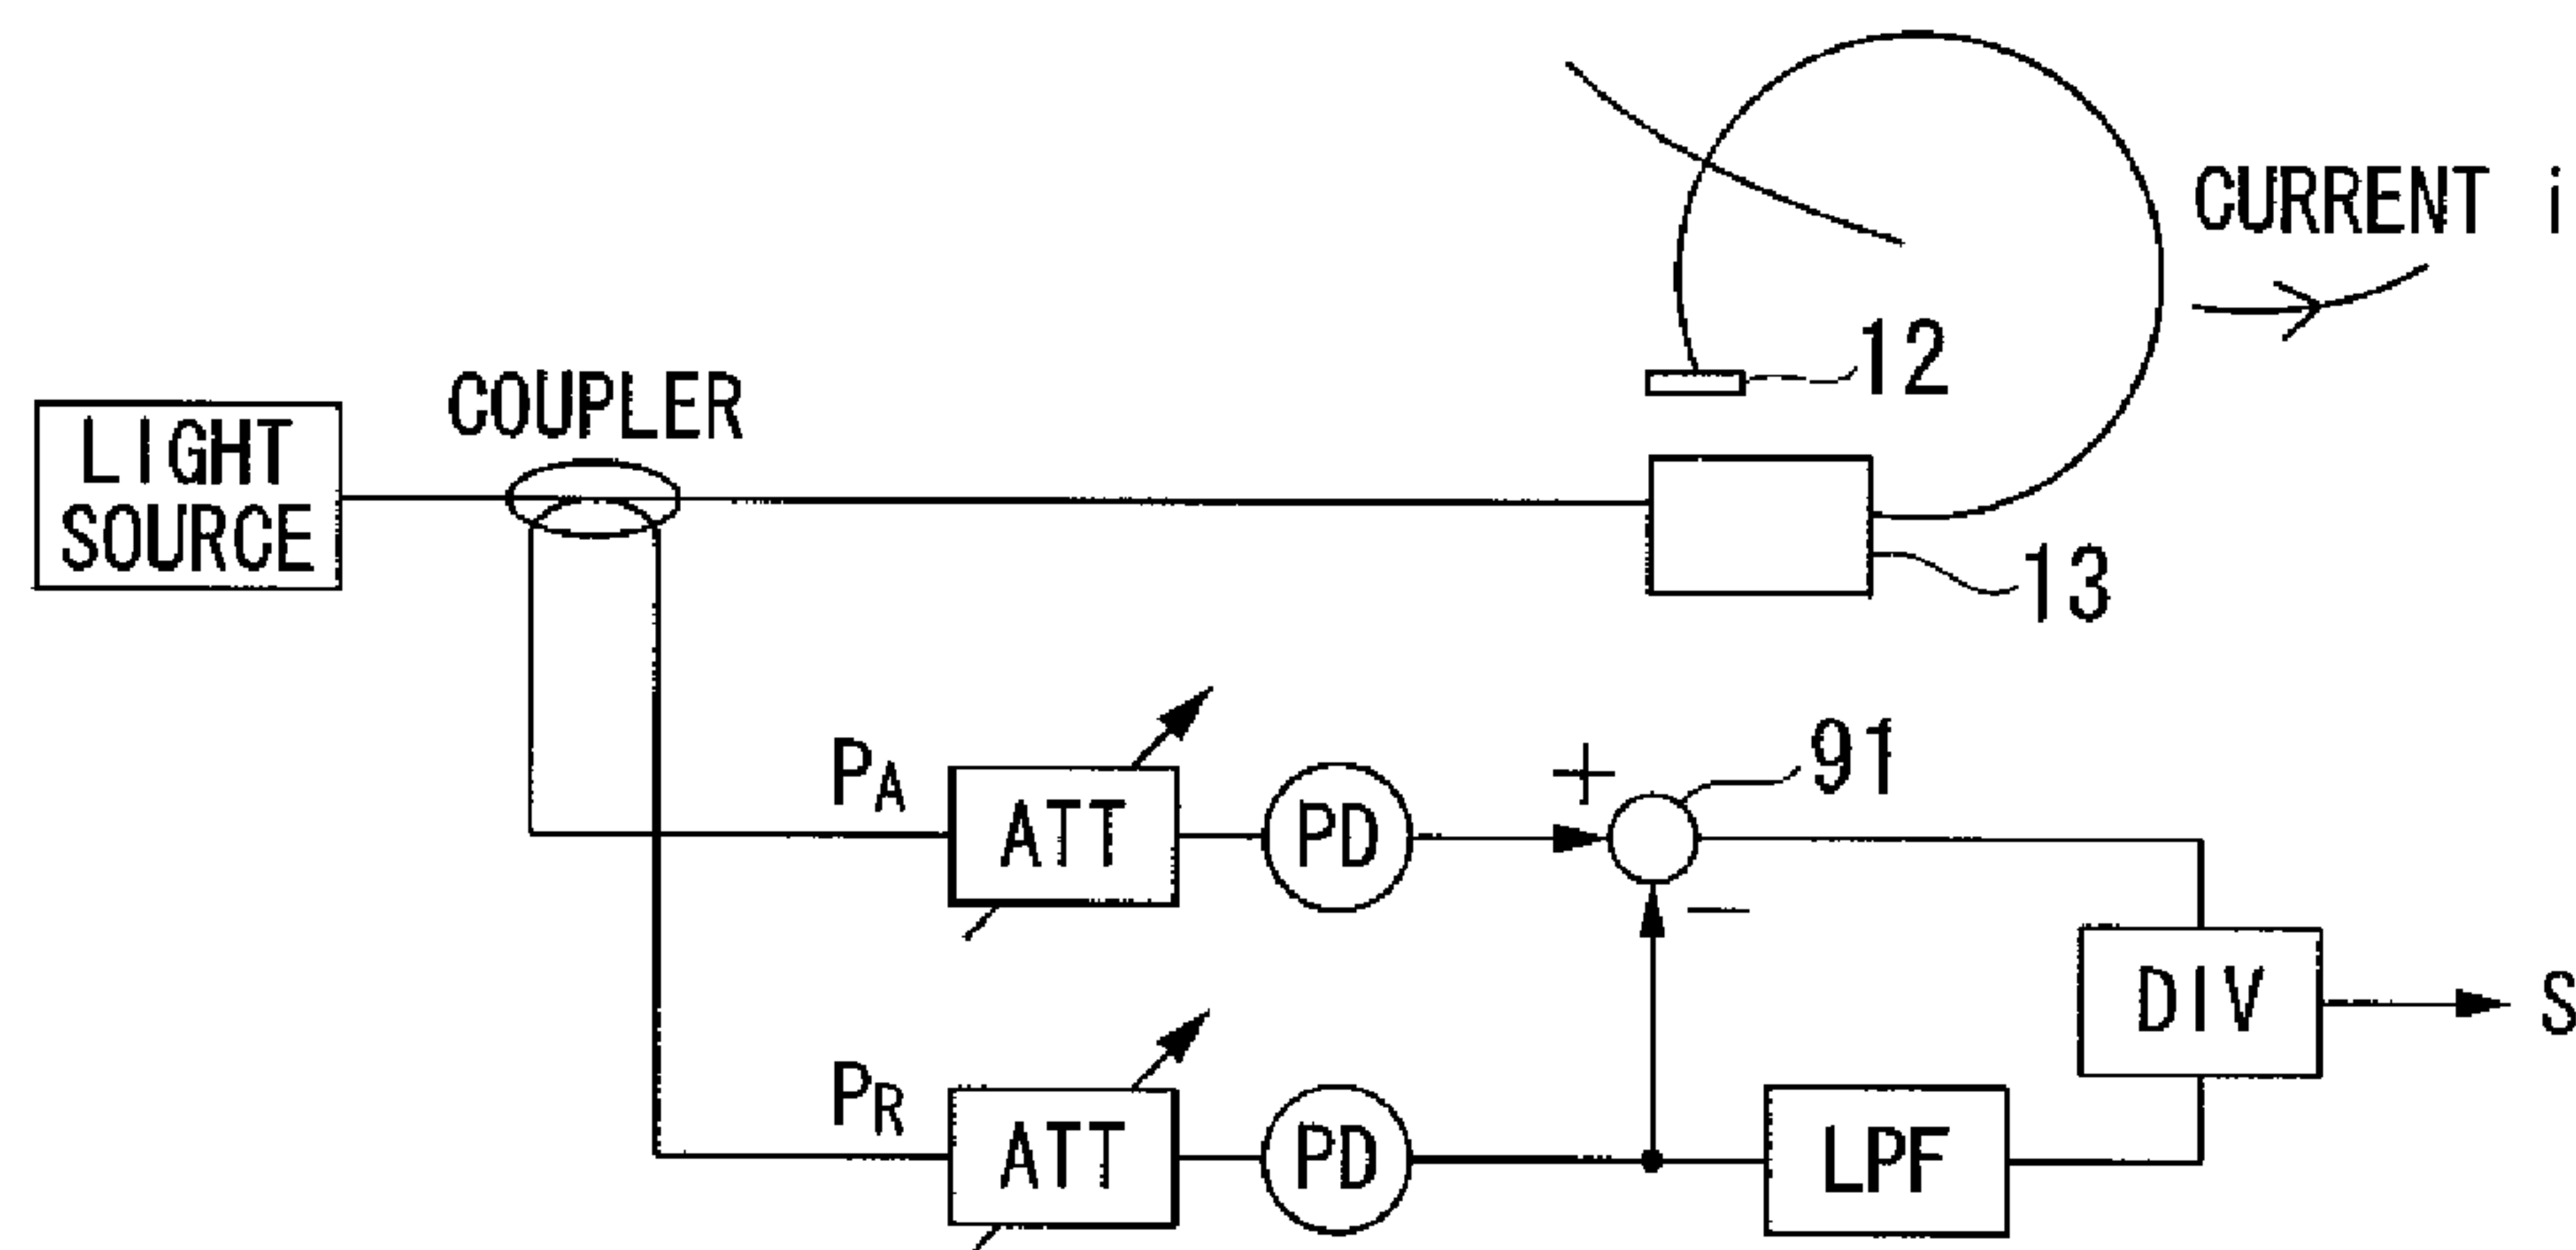 CURRENT i
12
COUPLER
LIGHT
SOURCE
13
PA
ATT
PD
+
91
−
DIV
S
PR
ATT
PD
LPF